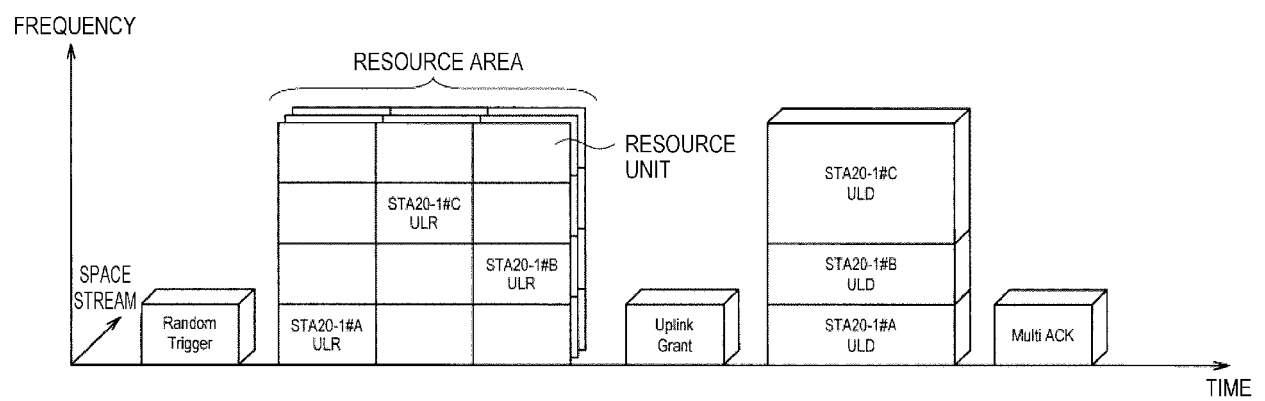 FREQUENCY
RESOURCE AREA
RESOURCE
UNIT
STA20-1#C
ULR
STA20-1#B
ULR
STA20-1#A
ULR
SPACE
STREAM
Random
Trigger
Uplink
Grant
STA20-1#C
ULD
STA20-1#B
ULD
STA20-1#A
ULD
Multi ACK
TIME